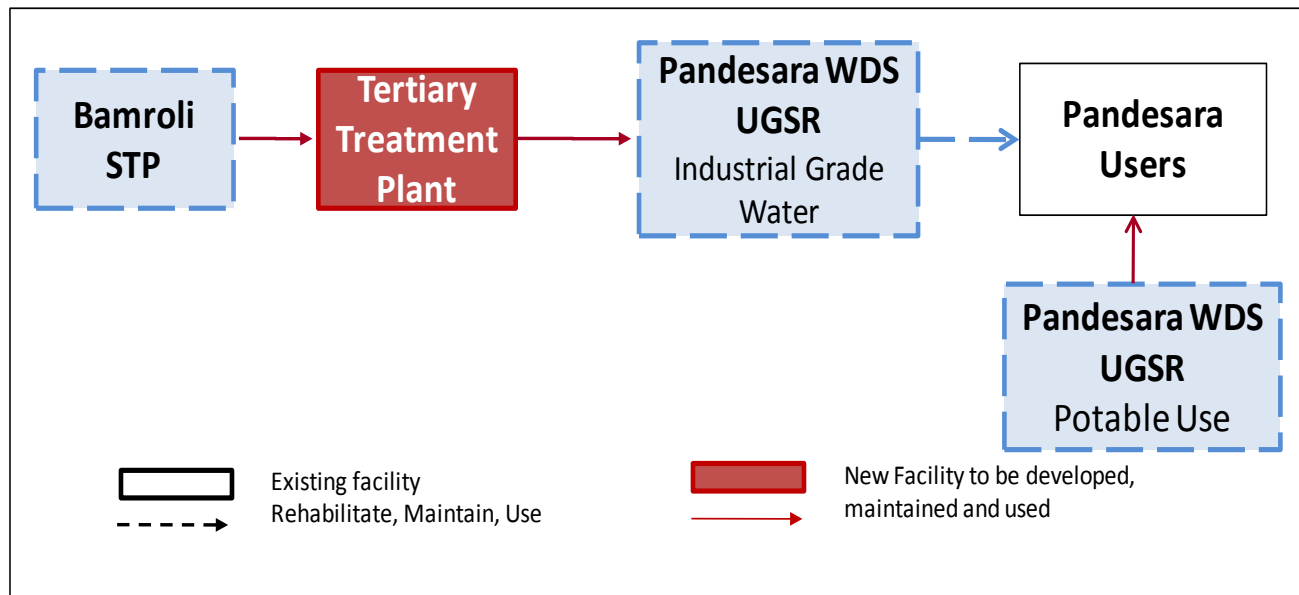 Bamroli
STP
Tertiary
Treatment
Plant
Pandesara WDS
UGSR
Industrial Grade
Water
Pandesara
Users
Pandesara WDS
UGSR
Potable Use
Existing facility
Rehabilitate, Maintain, Use
New Facility to be developed,
maintained and used